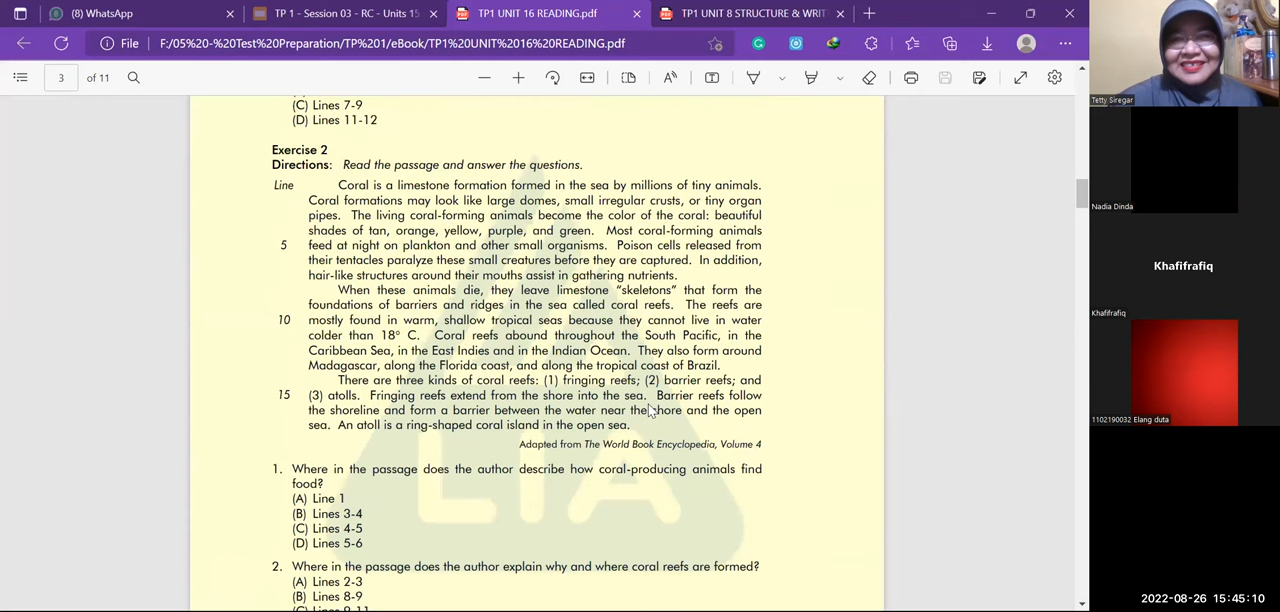 (8) WhatsApp
TP 1 - Session 03 - RC - Units 15
TP1 UNIT 16 READING.pdf
TP1 UNIT 8 STRUCTURE & WRIT
File
F:/05%20-%20Test%20Preparation/TP%201/eBook/TP1%20UNIT%2016%20READING.pdf
3 of 11
(C) Lines 7-9
(D) Lines 11-12
Exercise 2
Directions: Read the passage and answer the questions.
Line Coral is a limestone formation formed in the sea by millions of tiny animals.
Coral formations may look like large domes, small irregular crusts, or tiny organ
pipes. The living coral-forming animals become the color of the coral: beautiful
shades of tan, orange, yellow, purple, and green. Most coral-forming animals
5 feed at night on plankton and other small organisms. Poison cells released from
their tentacles paralyze these small creatures before they are captured. In addition,
hair-like structures around their mouths assist in gathering nutrients.
When these animals die, they leave limestone "skeletons" that form the
foundations of barriers and ridges in the sea called coral reefs. The reefs are
10 mostly found in warm, shallow tropical seas because they cannot live in water
colder than 18° C. Coral reefs abound throughout the South Pacific, in the
Caribbean Sea, in the East Indies and in the Indian Ocean. They also form around
Madagascar, along the Florida coast, and along the tropical coast of Brazil.
There are three kinds of coral reefs: (1) fringing reefs; (2) barrier reefs; and
15 (3) atolls. Fringing reefs extend from the shore into the sea. Barrier reefs follow
the shoreline and form a barrier between the water near the shore and the open
sea. An atoll is a ring-shaped coral island in the open sea.
Adapted from The World Book Encyclopedia, Volume 4
1. Where in the passage does the author describe how coral-producing animals find
food?
(A) Line 1
(B) Lines 3-4
(C) Lines 4-5
(D) Lines 5-6
2. Where in the passage does the author explain why and where coral reefs are formed?
(A) Lines 2-3
(B) Lines 8-9
(C) Lines 9-11
LIA
Tetty Siregar
Nadia Dinda
Khafifrafiq
Khafifrafiq
1102190032 Elang duta
2022-08-26 15:45:10